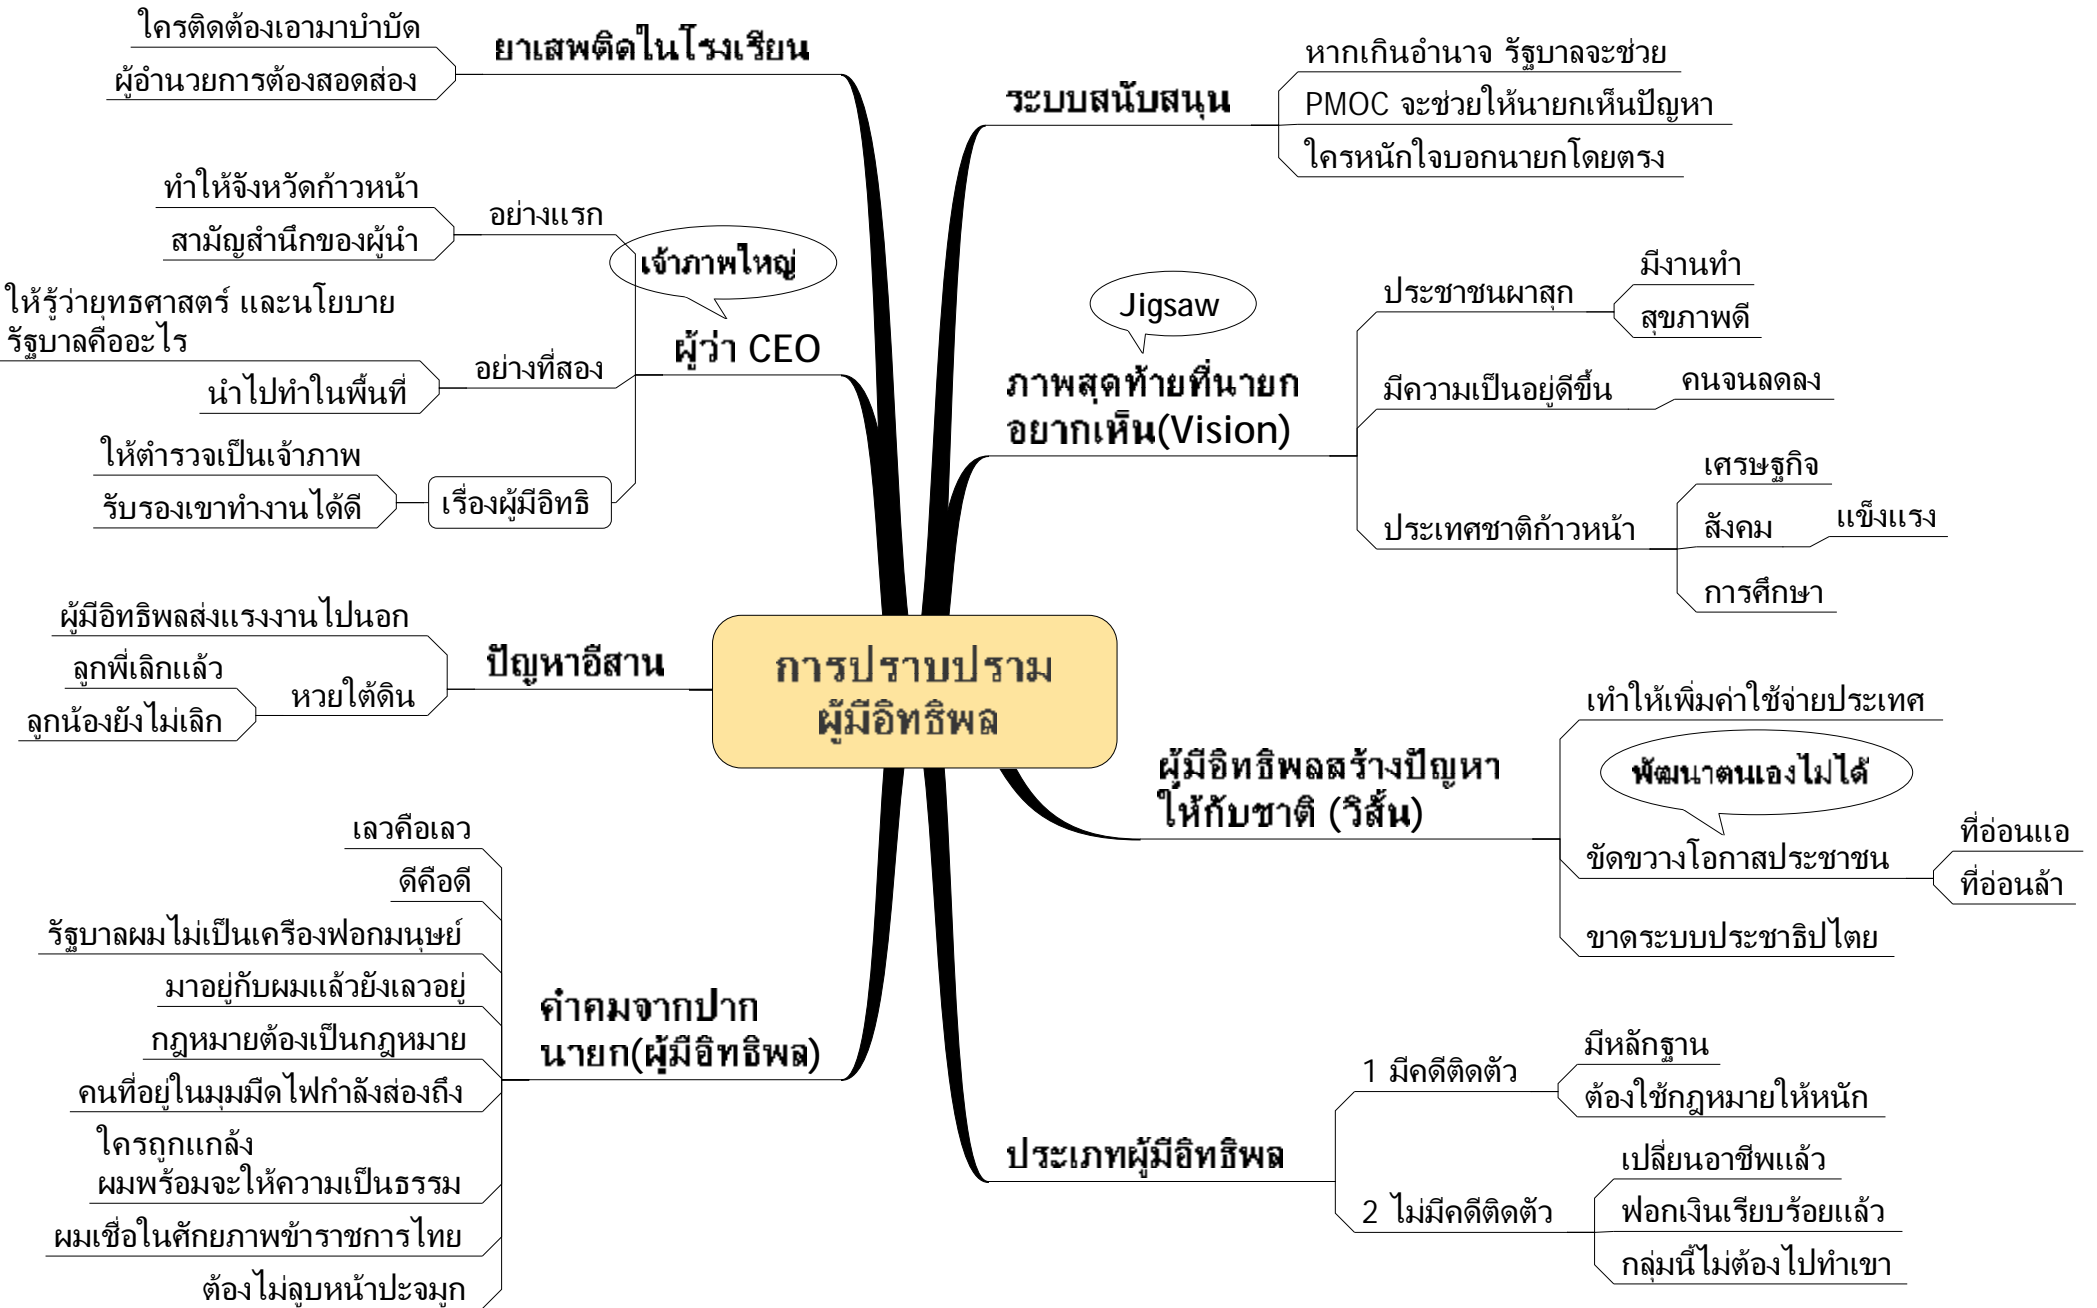 การปราบปราม
ผู้มีอิทธิพล
ระบบสนับสนุน
หากเกินอำนาจ รัฐบาลจะช่วย
PMOC จะช่วยให้นายกเห็นปัญหา
ใครหนักใจบอกนายกโดยตรง
Jigsaw
ภาพสุดท้ายที่นายก
อยากเห็น(Vision)
ประชาชนผาสุก
มีงานทำ
สุขภาพดี
มีความเป็นอยู่ดีขึ้น
คนจนลดลง
ประเทศชาติก้าวหน้า
เศรษฐกิจ
สังคม
แข็งแรง
การศึกษา
ผู้มีอิทธิพลสร้างปัญหา
ให้กับชาติ (วิสั้น)
เทำให้เพิ่มค่าใช้จ่ายประเทศ
พัฒนาตนเองไม่ได้
ขัดขวางโอกาสประชาชน
ที่อ่อนแอ
ที่อ่อนล้า
ขาดระบบประชาธิปไตย
ประเภทผู้มีอิทธิพล
1 มีคดีติดตัว
มีหลักฐาน
ต้องใช้กฎหมายให้หนัก
2 ไม่มีคดีติดตัว
เปลี่ยนอาชีพแล้ว
ฟอกเงินเรียบร้อยแล้ว
กลุ่มนี้ไม่ต้องไปทำเขา
ยาเสพติดในโรงเรียน
ใครติดต้องเอามาบำบัด
ผู้อำนวยการต้องสอดส่อง
เจ้าภาพใหญ่
ผู้ว่า CEO
อย่างแรก
ทำให้จังหวัดก้าวหน้า
สามัญสำนึกของผู้นำ
อย่างที่สอง
ให้รู้ว่ายุทธศาสตร์ และนโยบาย
รัฐบาลคืออะไร
นำไปทำในพื้นที่
เรื่องผู้มีอิทธิ
ให้ตำรวจเป็นเจ้าภาพ
รับรองเขาทำงานได้ดี
ปัญหาอีสาน
ผู้มีอิทธิพลส่งแรงงานไปนอก
หวยใต้ดิน
ลูกพี่เลิกแล้ว
ลูกน้องยังไม่เลิก
คำคมจากปาก
นายก(ผู้มีอิทธิพล)
เลวคือเลว
ดีคือดี
รัฐบาลผมไม่เป็นเครื่องฟอกมนุษย์
มาอยู่กับผมแล้วยังเลวอยู่
กฎหมายต้องเป็นกฎหมาย
คนที่อยู่ในมุมมืดไฟกำลังส่องถึง
ใครถูกแกล้ง
ผมพร้อมจะให้ความเป็นธรรม
ผมเชื่อในศักยภาพข้าราชการไทย
ต้องไม่ลูบหน้าปะจมูก